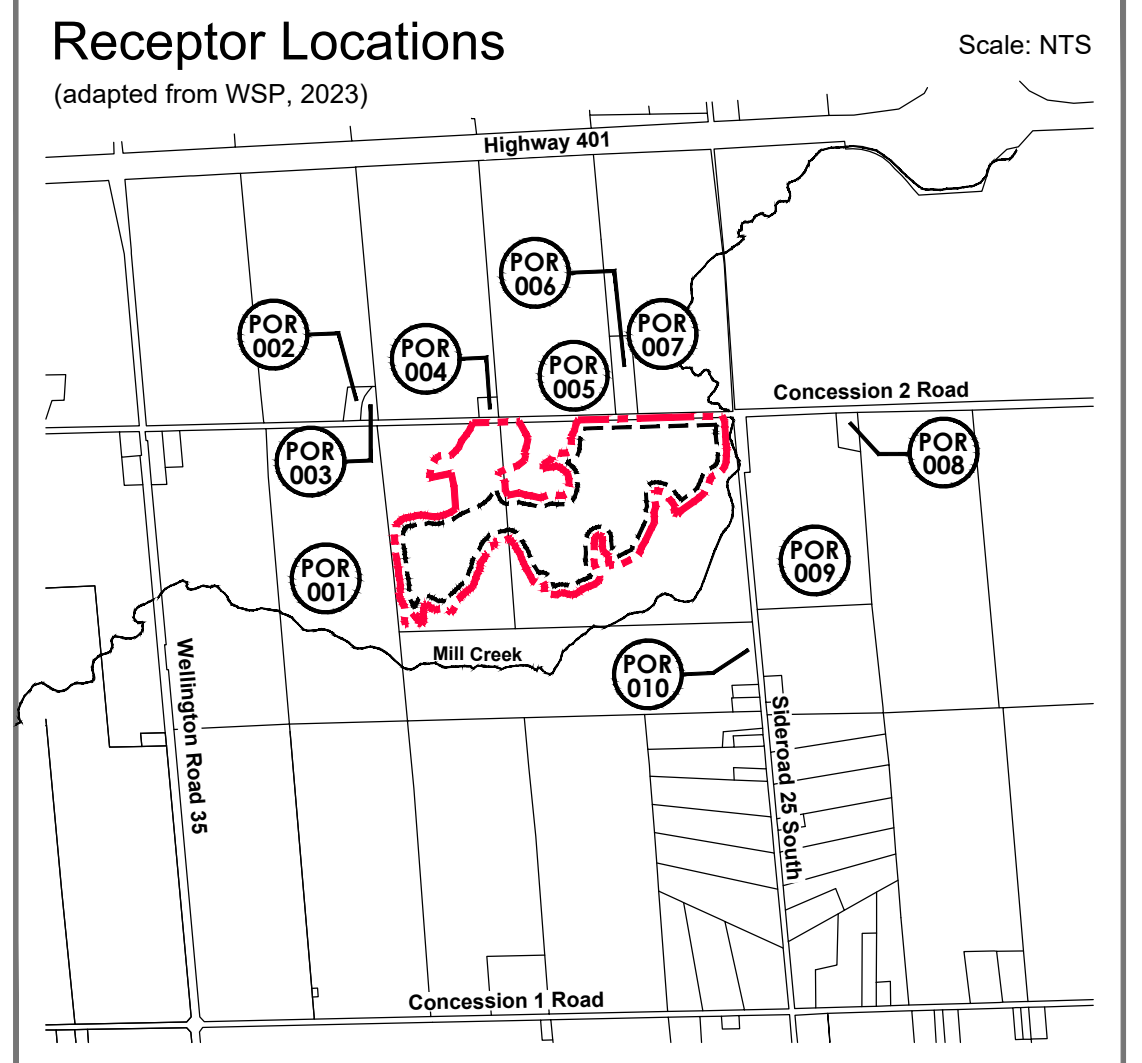 Receptor Locations
Scale: NTS
(adapted from WSP, 2023)
Highway 401
POR
006
POR
002
POR
007
POR
004
POR
005
Concession 2 Road
POR
003
POR
008
POR
009
POR
001
Mill Creek
POR
010
Wellington Road 35
Sideroad 25 South
Concession 1 Road